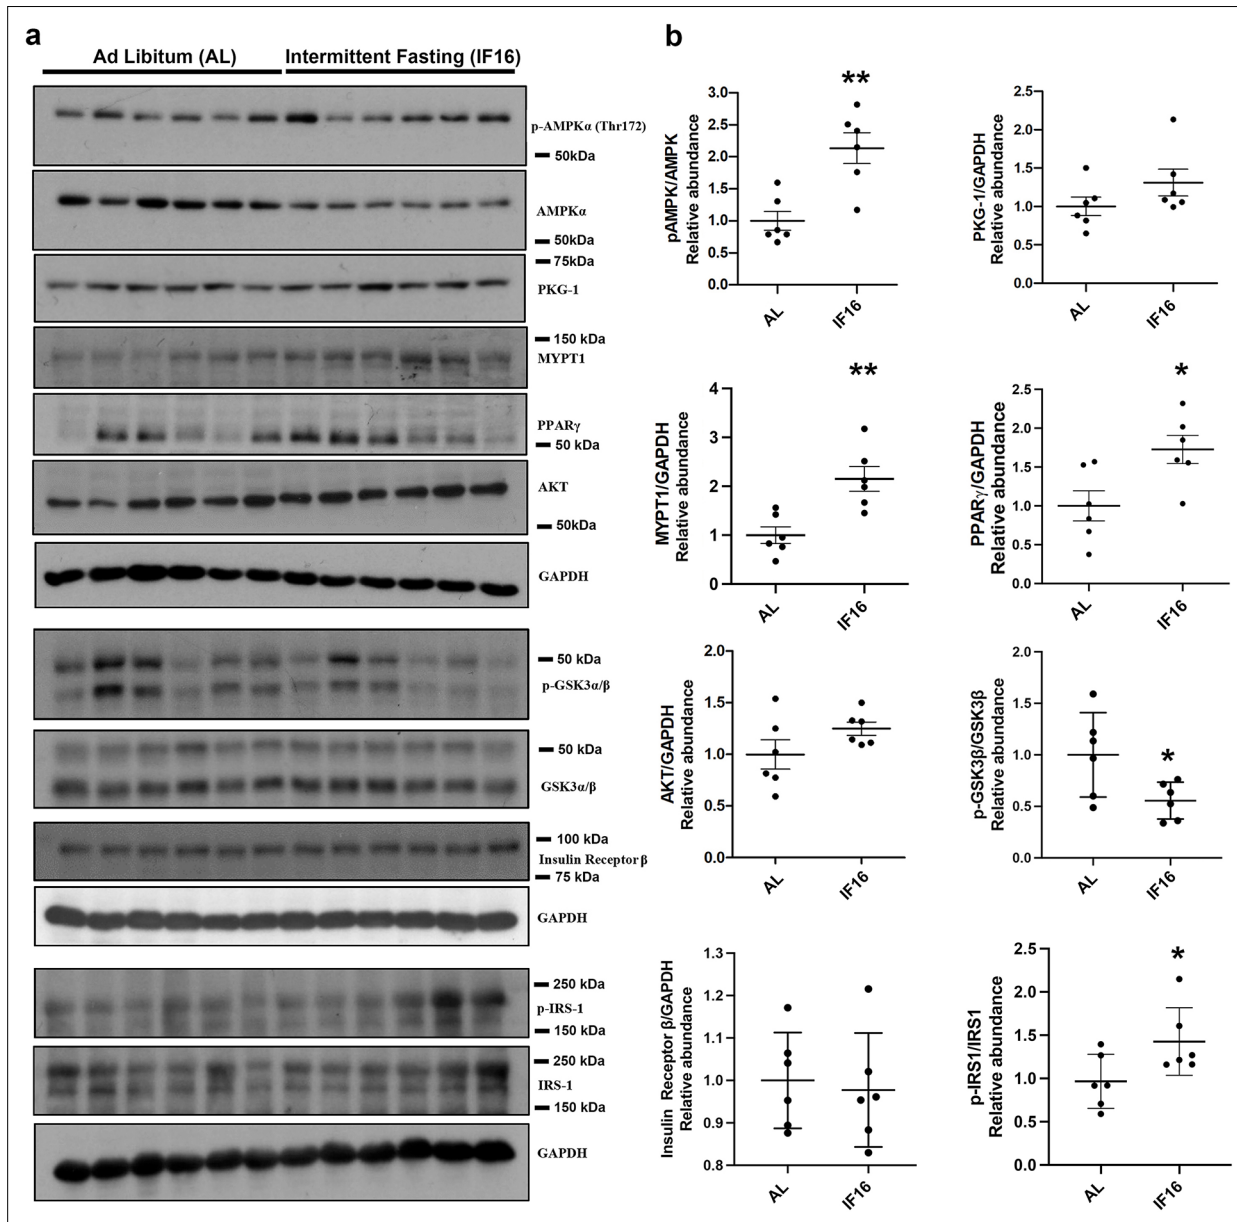 a
Ad Libitum (AL)
Intermittent Fasting (IF16)
p-AMPKα (Thr172)
50kDa
AMPKα
50kDa
75kDa
PKG-1
150 kDa
MYPT1
PPARγ
50 kDa
AKT
50kDa
GAPDH
50 kDa
p-GSK3α/β
50 kDa
GSK3α/β
100 kDa
Insulin Receptor β
75 kDa
GAPDH
250 kDa
p-IRS-1
150 kDa
250 kDa
IRS-1
150 kDa
GAPDH
b
pAMPK/AMPK
Relative abundance
3.0
2.5
2.0
1.5
1.0
0.5
0.0
**
AL
IF16
PKG-1/GAPDH
Relative abundance
2.5
2.0
1.5
1.0
0.5
0.0
AL
IF16
MYPT1/GAPDH
Relative abundance
4
3
2
1
0
**
AL
IF16
PPARγ/GAPDH
Relative abundance
2.5
2.0
1.5
1.0
0.5
0.0
*
AL
IF16
AKT/GAPDH
Relative abundance
2.0
1.5
1.0
0.5
0.0
AL
IF16
p-GSK3β/GSK3β
Relative abundance
2.0
1.5
1.0
0.5
0.0
*
AL
IF16
Insulin Receptor β/GAPDH
Relative abundance
1.3
1.2
1.1
1.0
0.9
0.8
AL
IF16
p-IRS1/IRS1
Relative abundance
2.5
2.0
1.5
1.0
0.5
0.0
*
AL
IF16